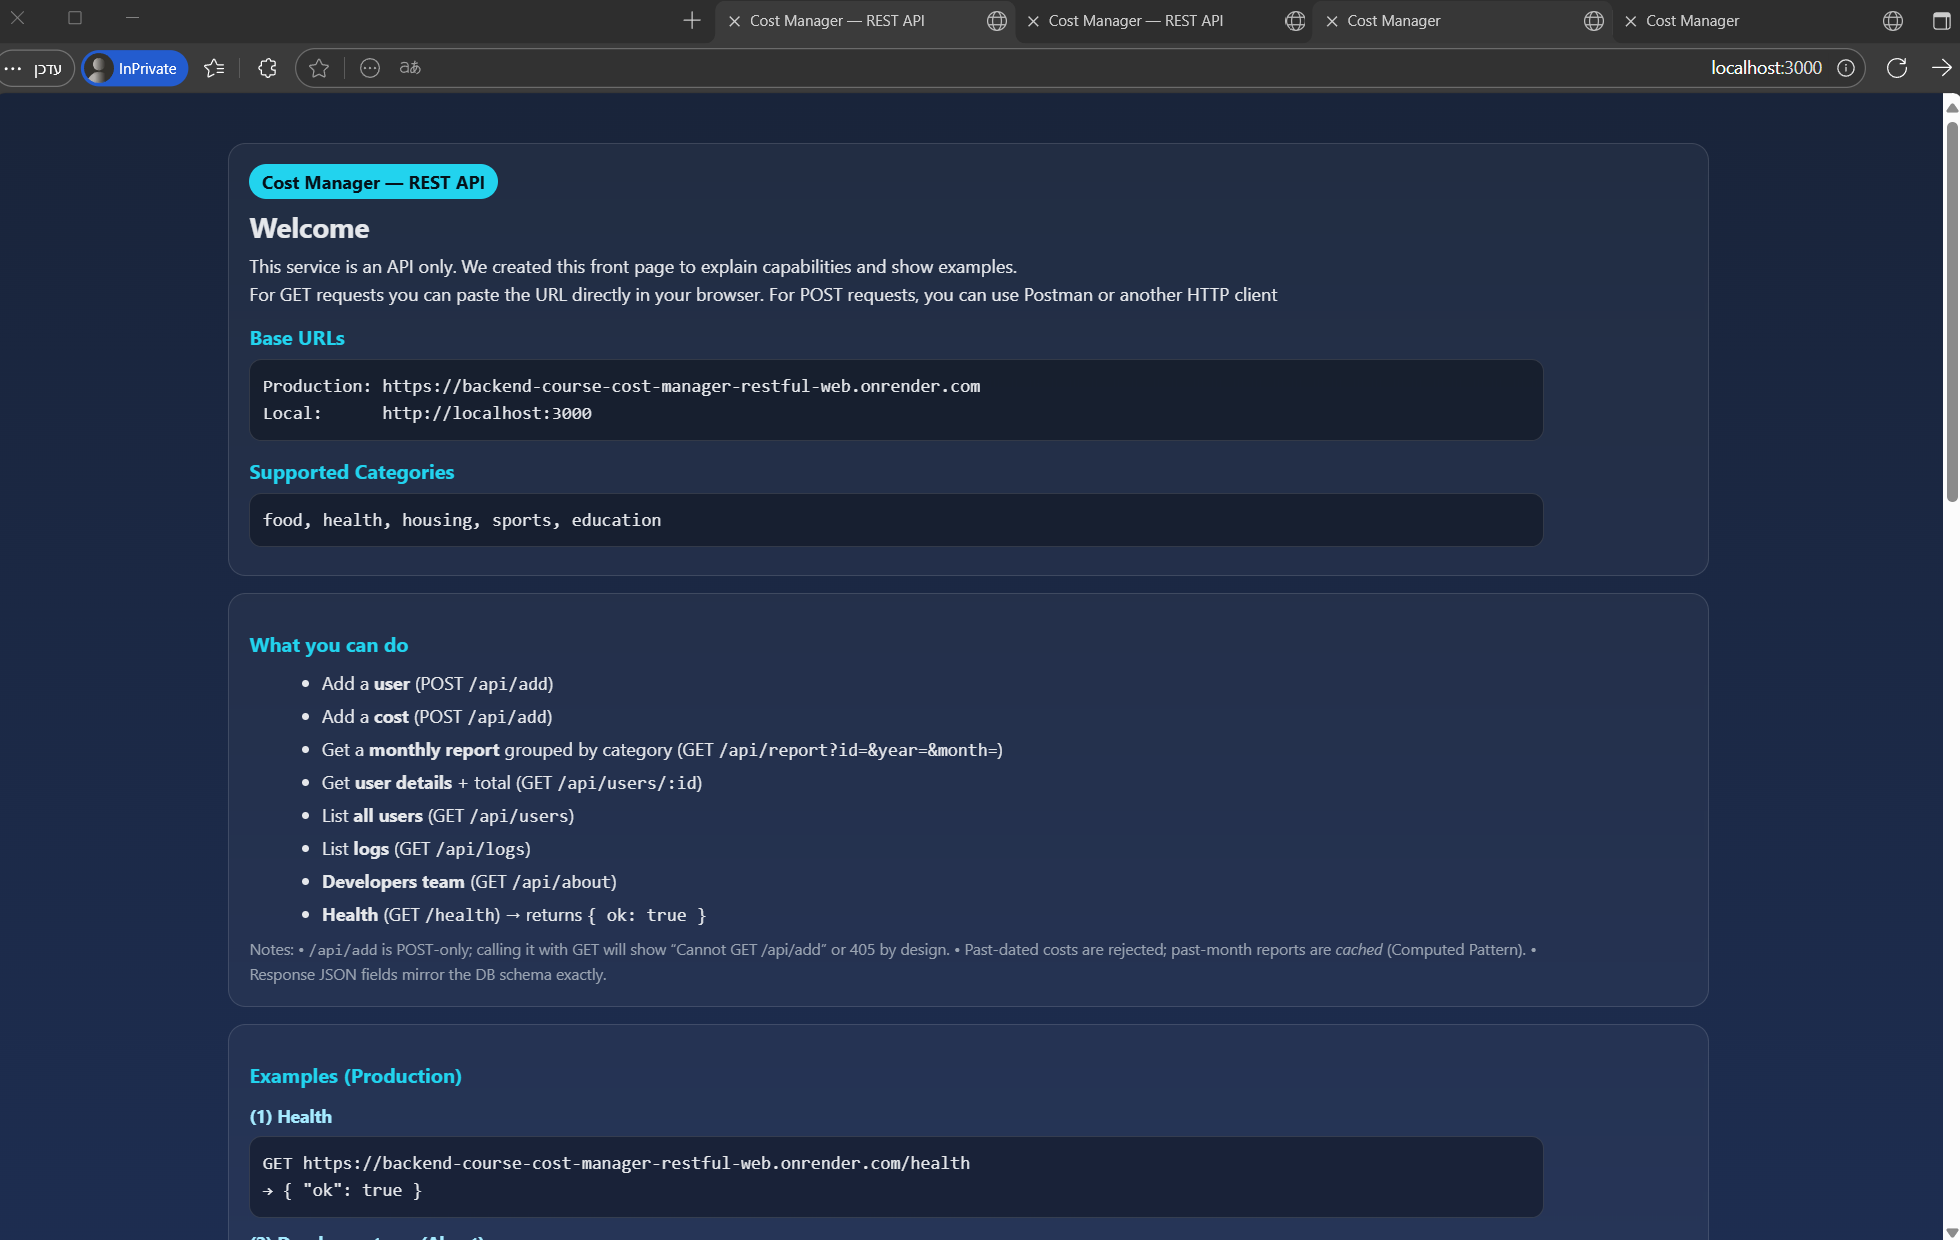 Cost Manager — REST API
Cost Manager — REST API
Cost Manager
Cost Manager
עדכן
InPrivate
aあ
localhost:3000
Cost Manager — REST API
Welcome
This service is an API only. We created this front page to explain capabilities and show examples.
For GET requests you can paste the URL directly in your browser. For POST requests, you can use Postman or another HTTP client
Base URLs
Production: https://backend-course-cost-manager-restful-web.onrender.com
Local:      http://localhost:3000
Supported Categories
food, health, housing, sports, education
What you can do
• Add a user (POST /api/add)
• Add a cost (POST /api/add)
• Get a monthly report grouped by category (GET /api/report?id=&year=&month=)
• Get user details + total (GET /api/users/:id)
• List all users (GET /api/users)
• List logs (GET /api/logs)
• Developers team (GET /api/about)
• Health (GET /health) → returns { ok: true }
Notes: • /api/add is POST-only; calling it with GET will show “Cannot GET /api/add” or 405 by design. • Past-dated costs are rejected; past-month reports are cached (Computed Pattern). •
Response JSON fields mirror the DB schema exactly.
Examples (Production)
(1) Health
GET https://backend-course-cost-manager-restful-web.onrender.com/health
→ { "ok": true }